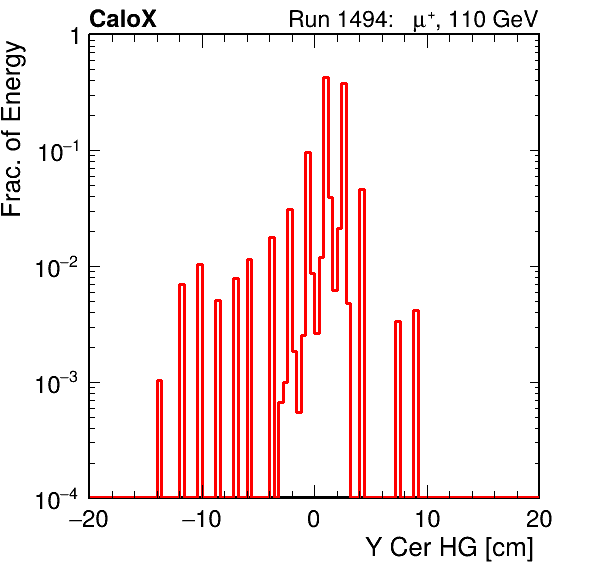 CaloX Run 1494: μ⁺, 110 GeV
Frac. of Energy
1
10⁻¹
10⁻²
10⁻³
10⁻⁴
−20 −10 0 10 20
Y Cer HG [cm]